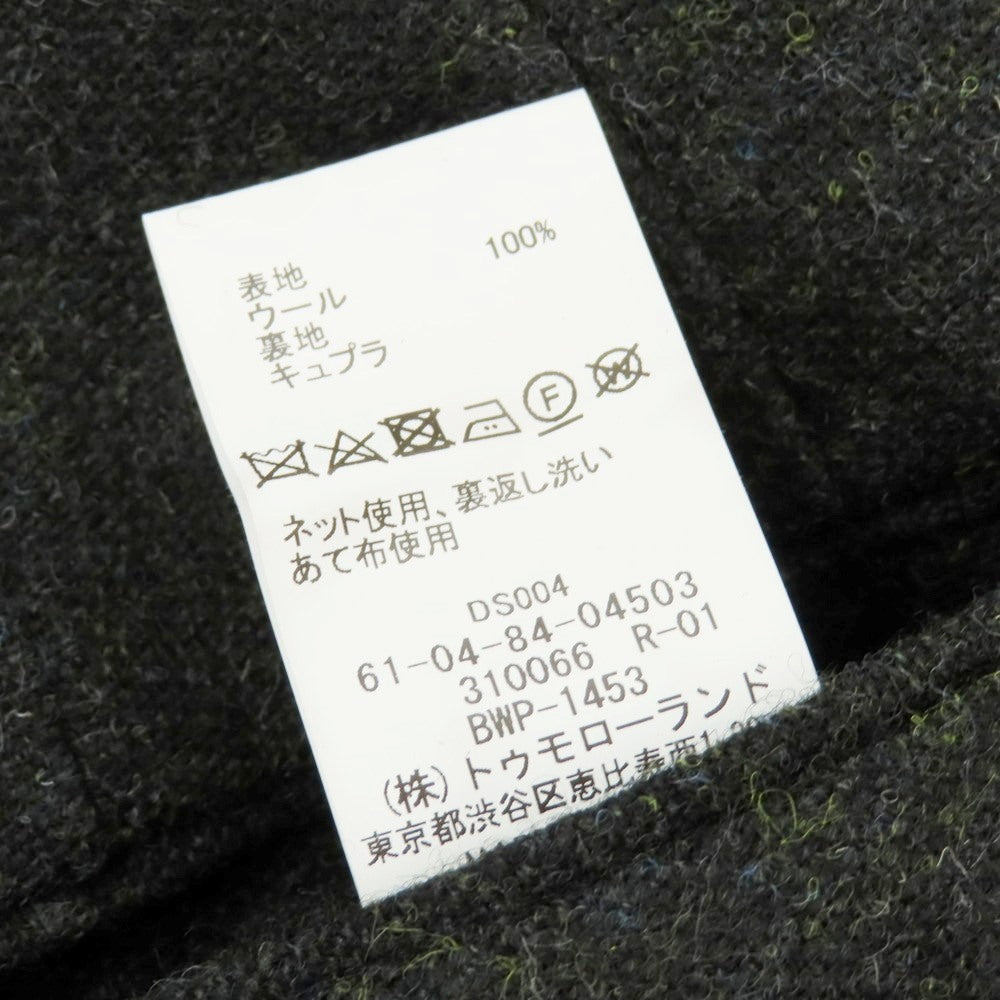 表地
ウール 100%
裏地
キュプラ
F W
ネット使用、裏返し洗い
あて布使用
DS004
61-04-84-04503
310066 R-01
BWP-1453
(株)トゥモローランド
東京都渋谷区恵比寿西1